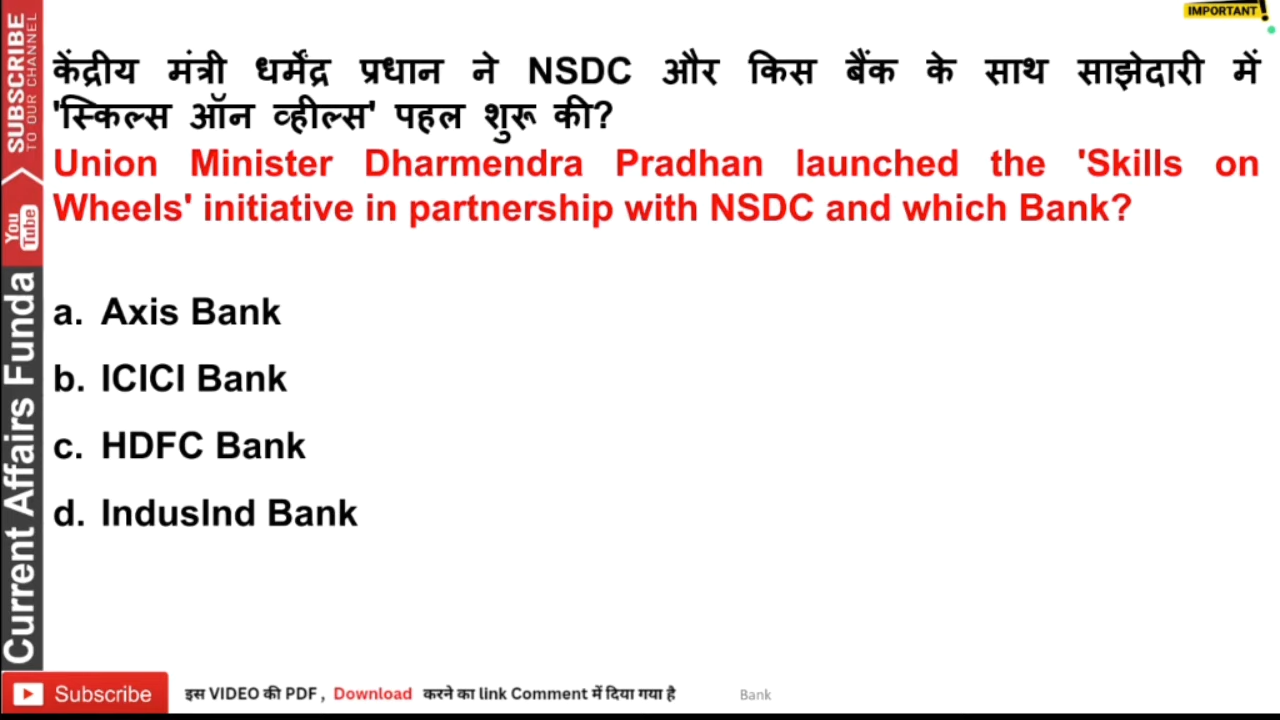 IMPORTANT!
केंद्रीय मंत्री धर्मेंद्र प्रधान ने NSDC और किस बैंक के साथ साझेदारी में
'स्किल्स ऑन व्हील्स' पहल शुरू की?
Union Minister Dharmendra Pradhan launched the 'Skills on
Wheels' initiative in partnership with NSDC and which Bank?
a. Axis Bank
b. ICICI Bank
c. HDFC Bank
d. IndusInd Bank
SUBSCRIBE
TO OUR CHANNEL
You
Tube
Current Affairs Funda
Subscribe
इस VIDEO की PDF , Download करने का link Comment में दिया गया है
Bank